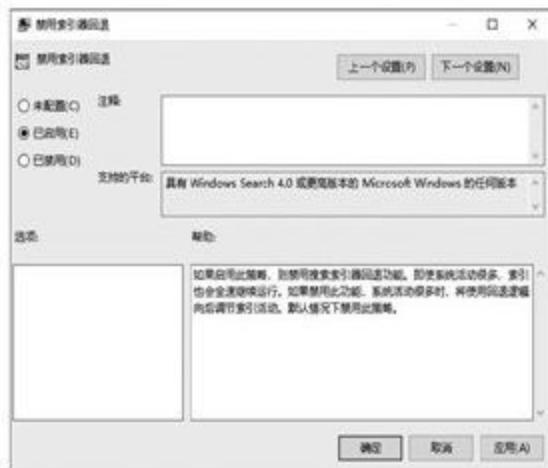 禁用索引器回退
禁用索引器回退
上一个设置(P)
下一个设置(N)
未配置(C)
注释:
已启用(E)
已禁用(D)
支持的平台:
具有 Windows Search 4.0 或更高版本的 Microsoft Windows 的任何版本
选项:
帮助:
如果启用此策略，则禁用搜索索引器回退功能。即使系统活动很多，索引
也会全速继续运行。如果禁用此功能，系统活动很多时，将使用回退逻辑
向后调节索引活动。默认情况下禁用此策略。
确定
取消
应用(A)